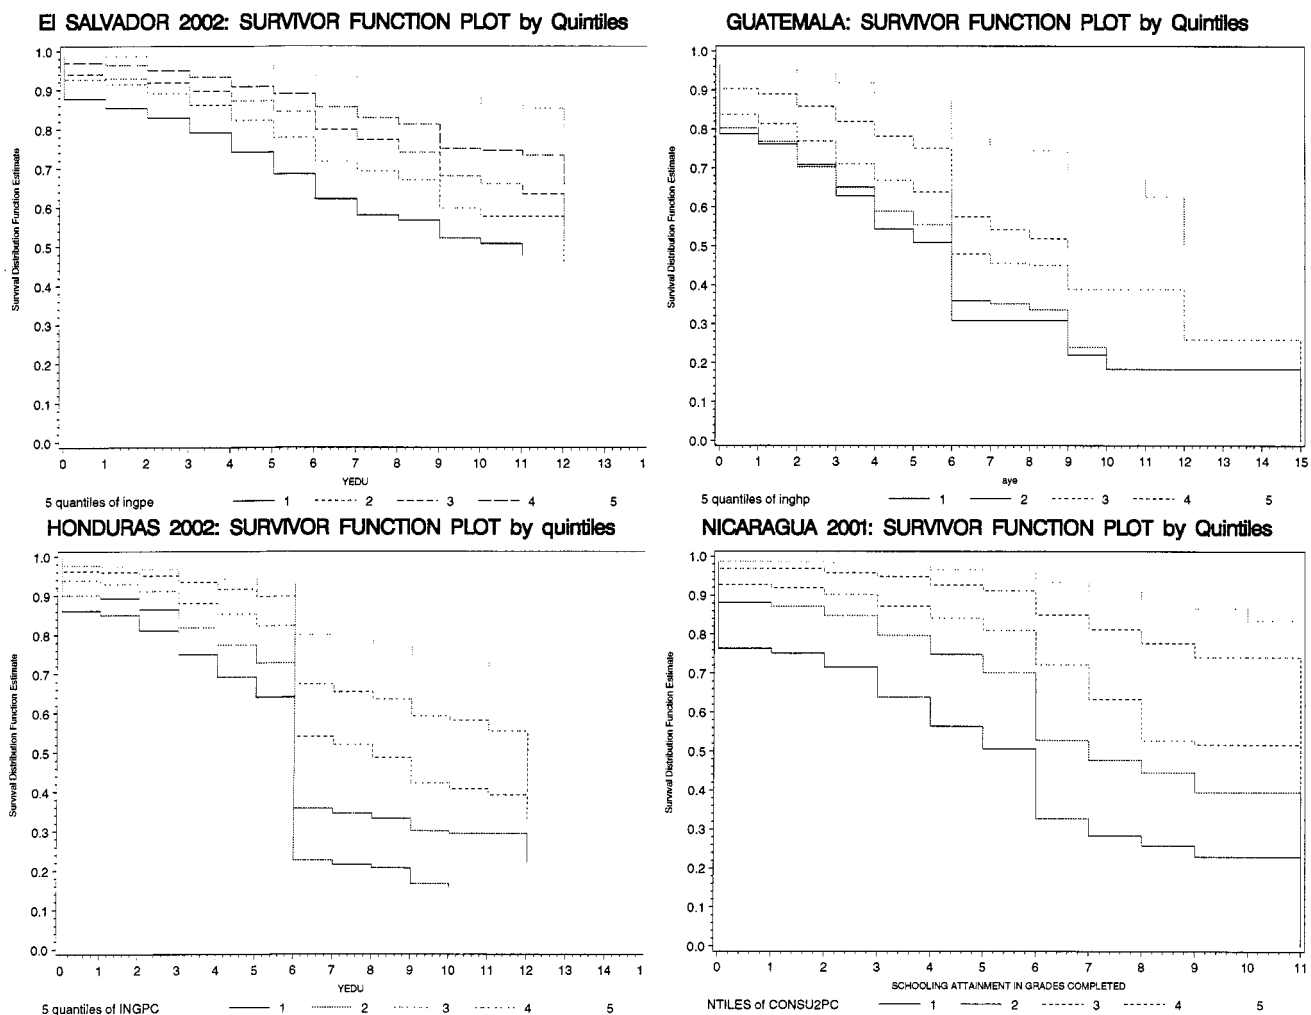 El SALVADOR 2002: SURVIVOR FUNCTION PLOT by Quintiles
Survival Distribution Function Estimate
1.0
0.9
0.8
0.7
0.6
0.5
0.4
0.3
0.2
0.1
0.0
0 1 2 3 4 5 6 7 8 9 10 11 12 13 1
YEDU
5 quantiles of ingpe 1 2 3 4 5
GUATEMALA: SURVIVOR FUNCTION PLOT by Quintiles
Survival Distribution Function Estimate
1.0
0.9
0.8
0.7
0.6
0.5
0.4
0.3
0.2
0.1
0.0
0 1 2 3 4 5 6 7 8 9 10 11 12 13 14 15
aye
5 quantiles of inghp 1 2 3 4 5
HONDURAS 2002: SURVIVOR FUNCTION PLOT by quintiles
Survival Distribution Function Estimate
1.0
0.9
0.8
0.7
0.6
0.5
0.4
0.3
0.2
0.1
0.0
0 1 2 3 4 5 6 7 8 9 10 11 12 13 14 1
YEDU
5 quantiles of INGPC 1 2 3 4 5
NICARAGUA 2001: SURVIVOR FUNCTION PLOT by Quintiles
Survival Distribution Function Estimate
1.0
0.9
0.8
0.7
0.6
0.5
0.4
0.3
0.2
0.1
0.0
0 1 2 3 4 5 6 7 8 9 10 11
SCHOOLING ATTAINMENT IN GRADES COMPLETED
NTILES of CONSU2PC 1 2 3 4 5